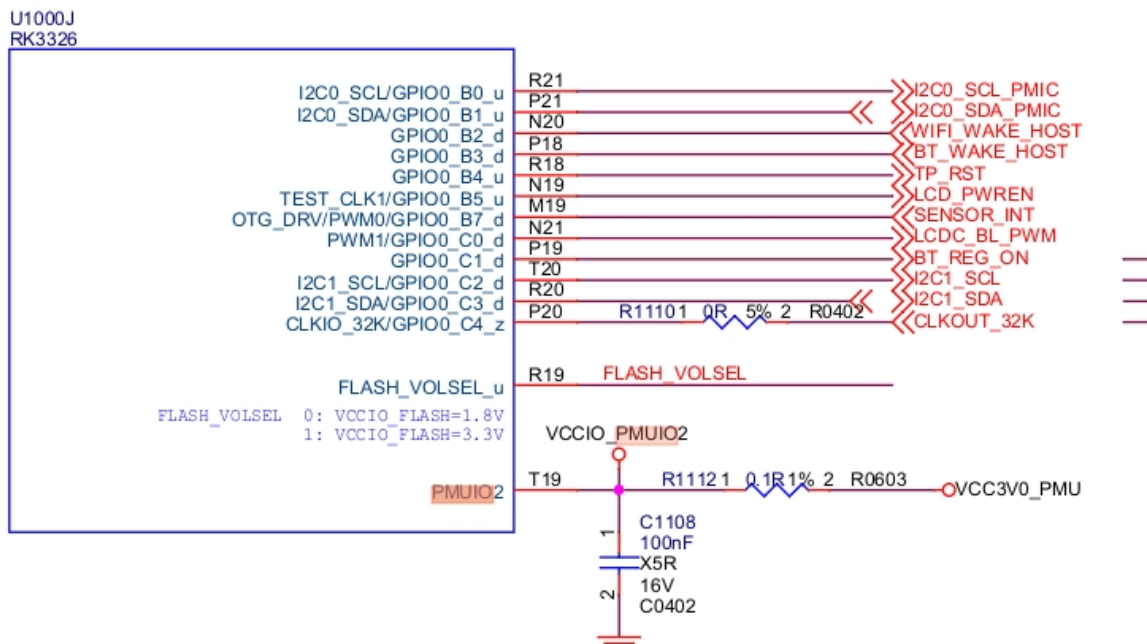 U1000J
RK3326
I2C0_SCL/GPIO0_B0_u R21 I2C0_SCL_PMIC
I2C0_SDA/GPIO0_B1_u P21 I2C0_SDA_PMIC
GPIO0_B2_d N20 WIFI_WAKE_HOST
GPIO0_B3_d P18 BT_WAKE_HOST
GPIO0_B4_u R18 TP_RST
TEST_CLK1/GPIO0_B5_u N19 LCD_PWREN
OTG_DRV/PWM0/GPIO0_B7_d M19 SENSOR_INT
PWM1/GPIO0_C0_d N21 LCDC_BL_PWM
GPIO0_C1_d P19 BT_REG_ON
I2C1_SCL/GPIO0_C2_d T20 I2C1_SCL
I2C1_SDA/GPIO0_C3_d R20 I2C1_SDA
CLKIO_32K/GPIO0_C4_z P20 R1110 1 0R 5% 2 R0402 CLKOUT_32K
FLASH_VOLSEL_u R19 FLASH_VOLSEL
FLASH_VOLSEL 0: VCCIO_FLASH=1.8V
1: VCCIO_FLASH=3.3V
VCCIO_PMUIO2
PMUIO2 T19 R1112 1 0.1R 1% 2 R0603 VCC3V0_PMU
1 C1108
100nF
X5R
16V
2 C0402